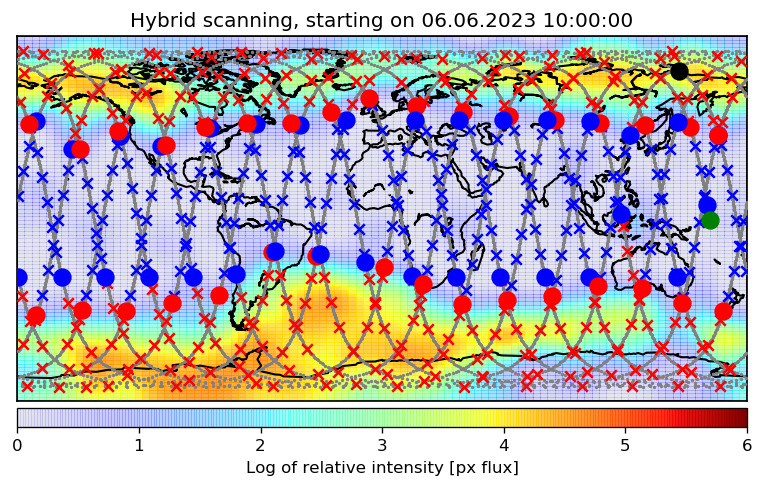 Hybrid scanning, starting on 06.06.2023 10:00:00
0 1 2 3 4 5 6
Log of relative intensity [px flux]